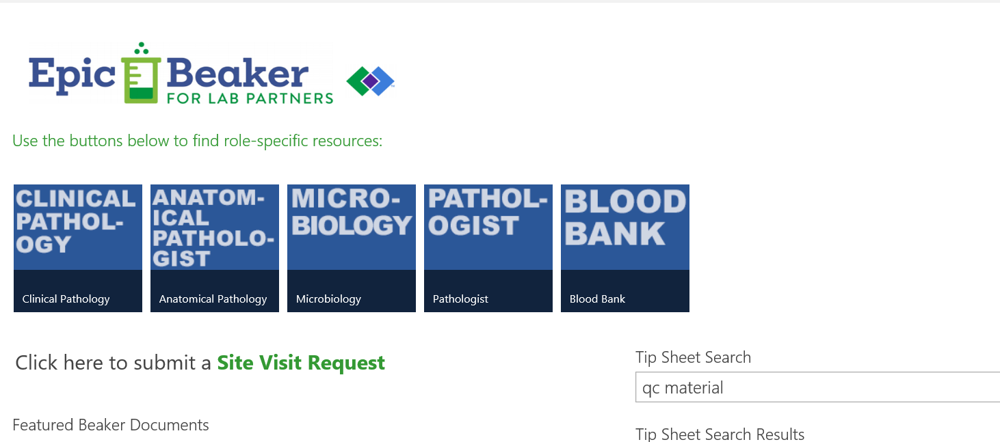 Epic Beaker
FOR LAB PARTNERS
Use the buttons below to find role-specific resources:
CLINICAL
PATHOL-
OGY
Clinical Pathology
ANATOM-
ICAL
PATHOLO-
GIST
Anatomical Pathology
MICRO-
BIOLOGY
Microbiology
PATHOL-
OGIST
Pathologist
BLOOD
BANK
Blood Bank
Click here to submit a Site Visit Request
Featured Beaker Documents
Tip Sheet Search
qc material
Tip Sheet Search Results